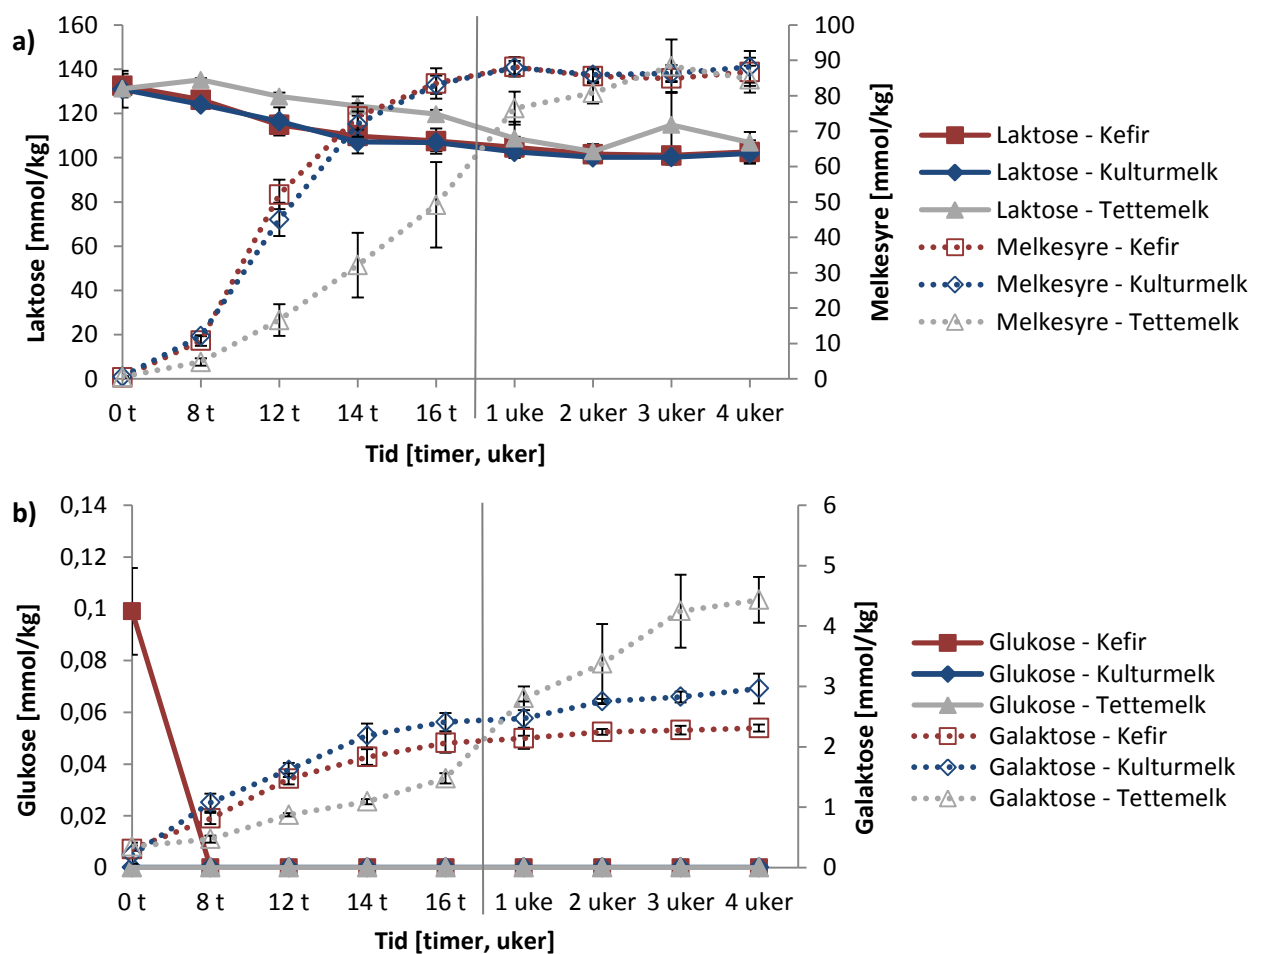 a)
160
140
120
100
80
60
40
20
0
Laktose [mmol/kg]
100
90
80
70
60
50
40
30
20
10
0
Melkesyre [mmol/kg]
0 t 8 t 12 t 14 t 16 t 1 uke 2 uker 3 uker 4 uker
Tid [timer, uker]
Laktose - Kefir
Laktose - Kulturmelk
Laktose - Tettemelk
Melkesyre - Kefir
Melkesyre - Kulturmelk
Melkesyre - Tettemelk
b)
0,14
0,12
0,1
0,08
0,06
0,04
0,02
0
Glukose [mmol/kg]
6
5
4
3
2
1
0
Galaktose [mmol/kg]
0 t 8 t 12 t 14 t 16 t 1 uke 2 uker 3 uker 4 uker
Tid [timer, uker]
Glukose - Kefir
Glukose - Kulturmelk
Glukose - Tettemelk
Galaktose - Kefir
Galaktose - Kulturmelk
Galaktose - Tettemelk